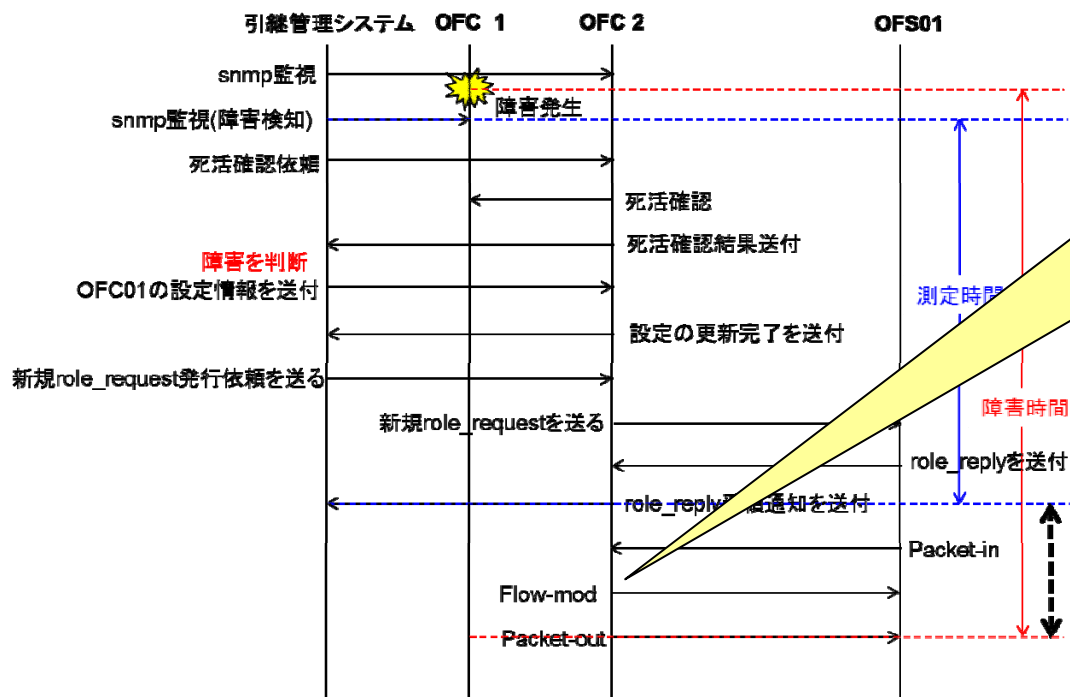 引継管理システム OFC 1 OFC 2 OFS01
snmp監視
障害発生
snmp監視(障害検知)
死活確認依頼
死活確認
死活確認結果送付
障害を判断
OFC01の設定情報を送付
測定時間
設定の更新完了を送付
新規role_request発行依頼を送る
障害時間
新規role_requestを送る
role_replyを送付
role_reply 通知を送付
Packet-in
Flow-mod
Packet-out